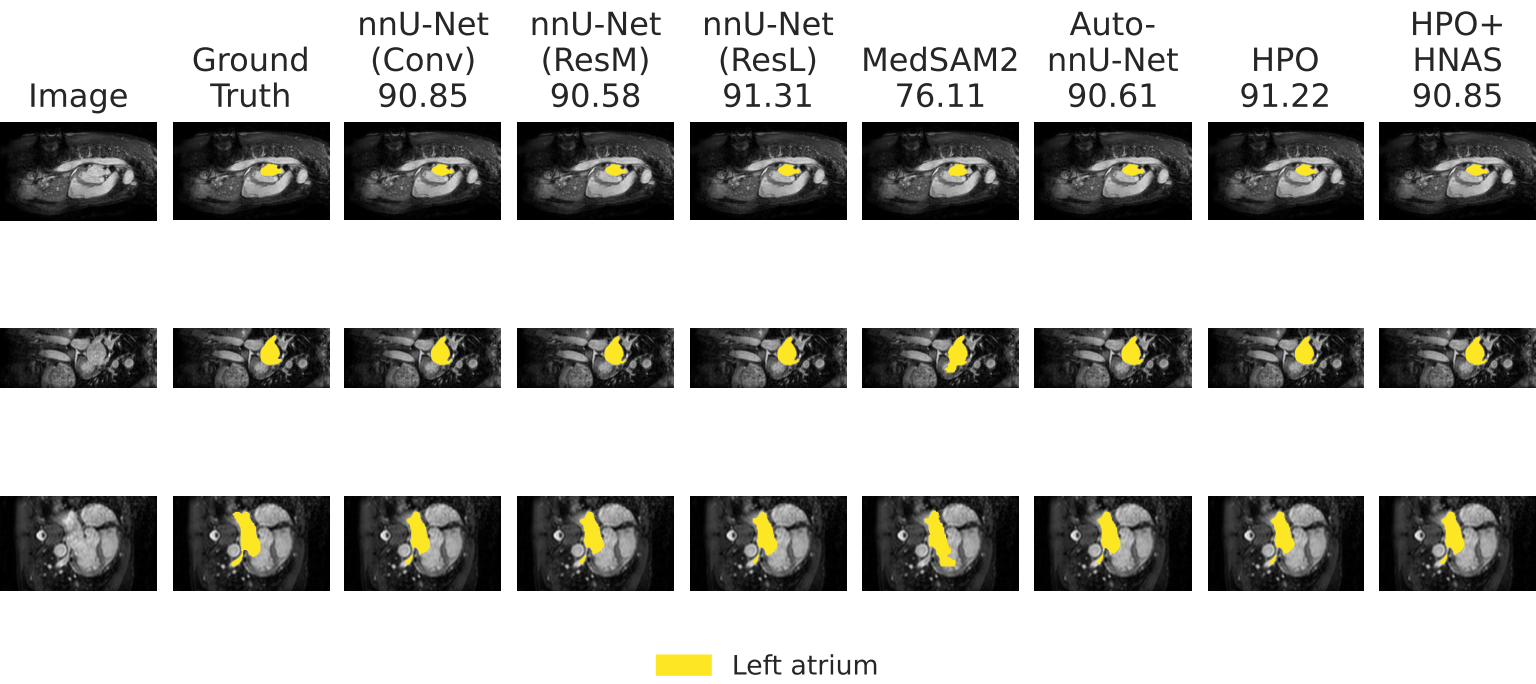 Image
Ground
Truth
nnU-Net
(Conv)
90.85
nnU-Net
(ResM)
90.58
nnU-Net
(ResL)
91.31
MedSAM2
76.11
Auto-
nnU-Net
90.61
HPO
91.22
HPO+
HNAS
90.85
Left atrium